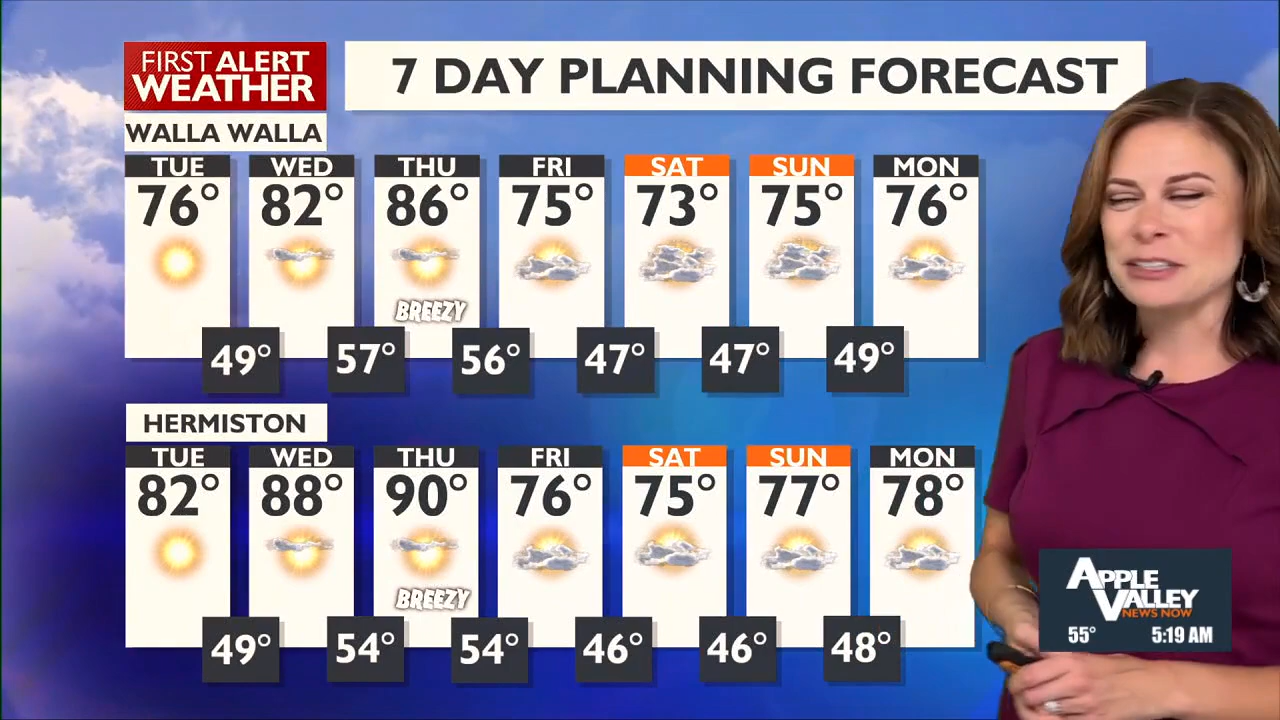 FIRST ALERT
WEATHER
7 DAY PLANNING FORECAST
WALLA WALLA
TUE WED THU FRI SAT SUN MON
76° 82° 86° 75° 73° 75° 76°
BREEZY
49° 57° 56° 47° 47° 49°
HERMISTON
TUE WED THU FRI SAT SUN MON
82° 88° 90° 76° 75° 77° 78°
BREEZY
49° 54° 54° 46° 46° 48°
APPLE
VALLEY
NEWS NOW
55° 5:19 AM